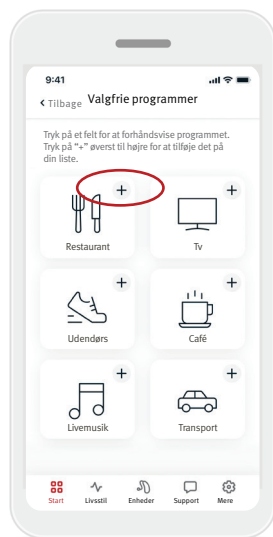 9:41
Tilbage Valgfrie programmer
Tryk på et felt for at forhåndsvise programmet.
Tryk på "+" øverst til højre for at tilføje det på
din liste.
+ +
Restaurant Tv
+ +
Udendørs Café
+ +
Livemusik Transport
Start Livsstil Enheder Support Mere